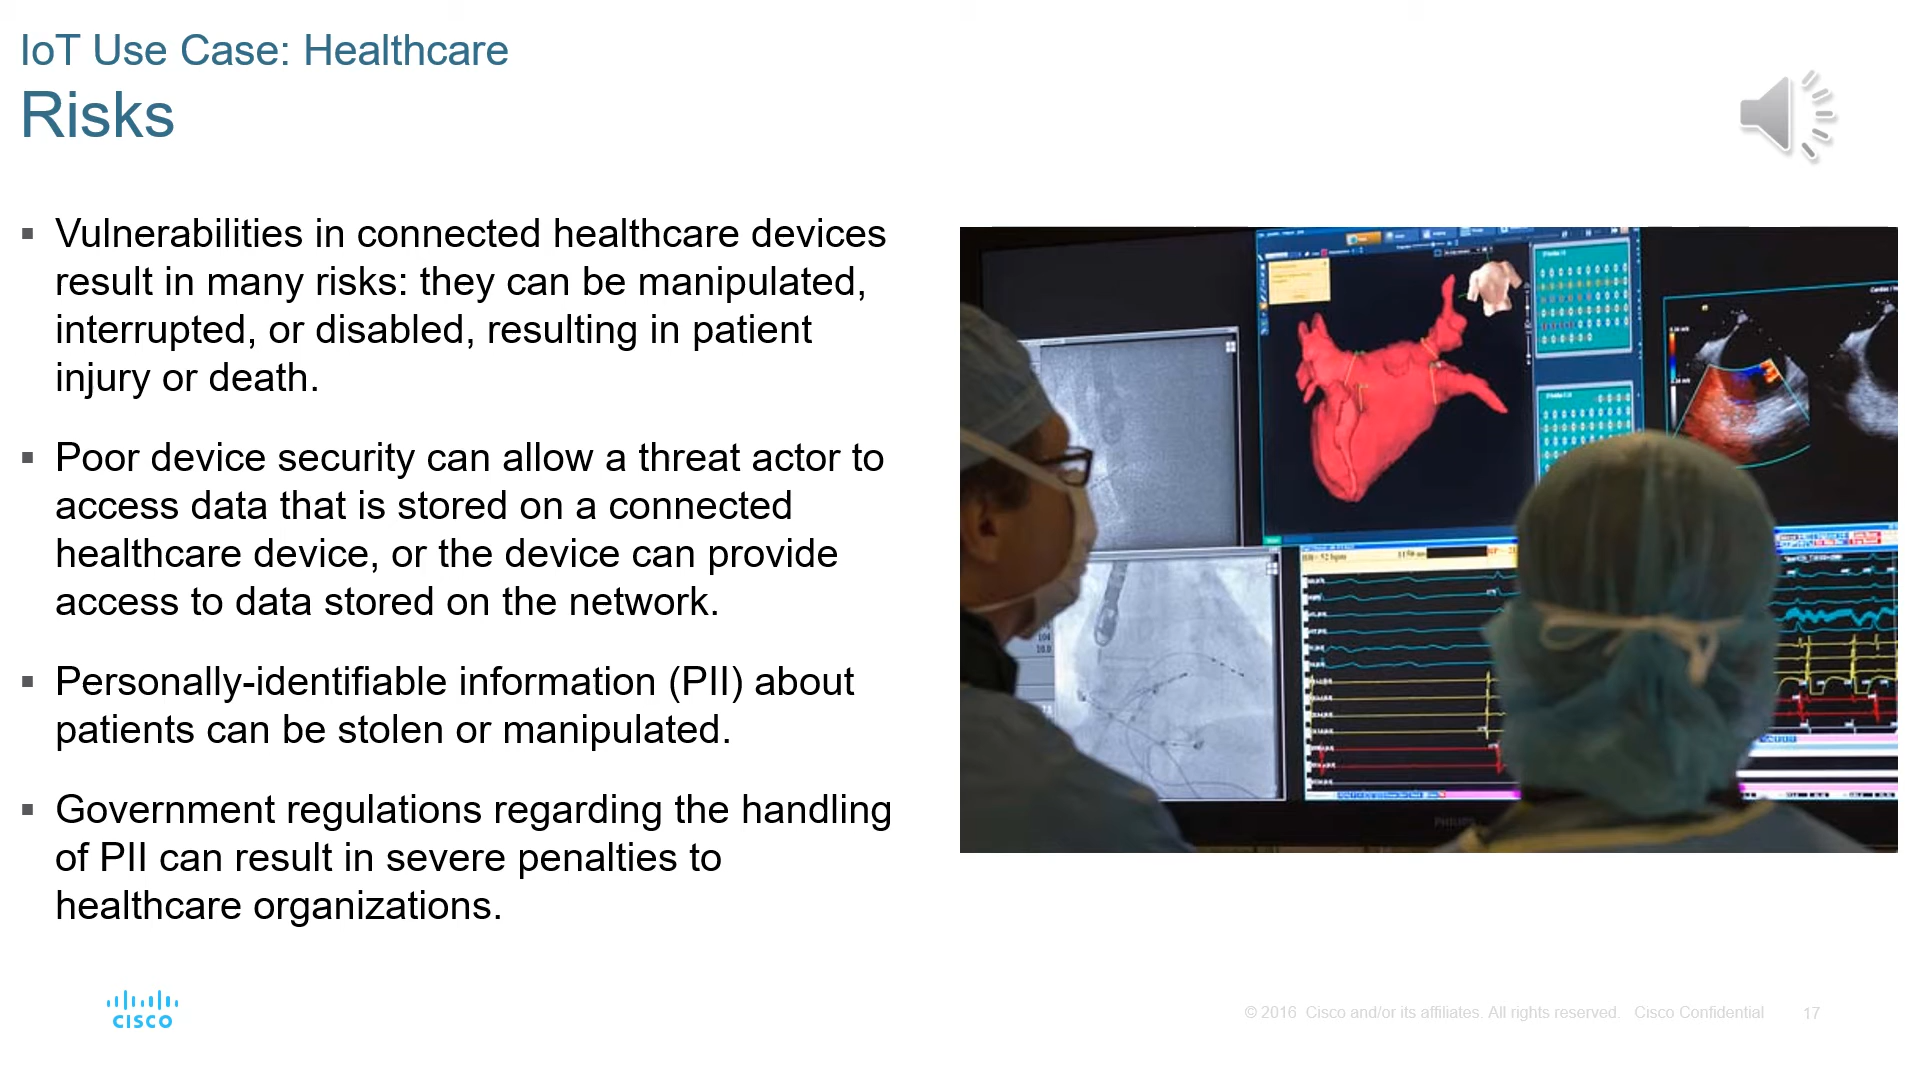 IoT Use Case: Healthcare
Risks
▪ Vulnerabilities in connected healthcare devices
result in many risks: they can be manipulated,
interrupted, or disabled, resulting in patient
injury or death.
▪ Poor device security can allow a threat actor to
access data that is stored on a connected
healthcare device, or the device can provide
access to data stored on the network.
▪ Personally-identifiable information (PII) about
patients can be stolen or manipulated.
▪ Government regulations regarding the handling
of PII can result in severe penalties to
healthcare organizations.
PHILIPS
CISCO
© 2016 Cisco and/or its affiliates. All rights reserved. Cisco Confidential 17